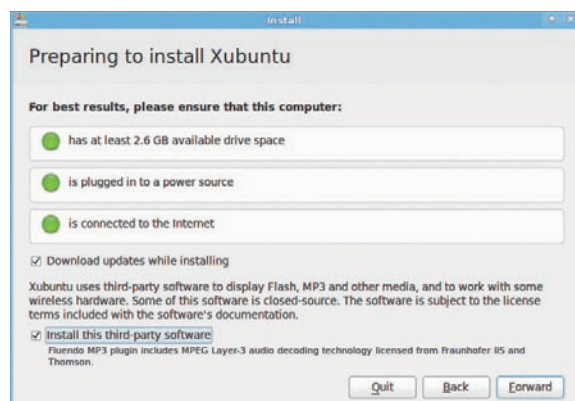 Install
Preparing to install Xubuntu
For best results, please ensure that this computer:
has at least 2.6 GB available drive space
is plugged in to a power source
is connected to the Internet
Download updates while installing
Xubuntu uses third-party software to display Flash, MP3 and other media, and to work with some
wireless hardware. Some of this software is closed-source. The software is subject to the license
terms included with the software's documentation.
Install this third-party software
Fluendo MP3 plugin includes MPEG Layer-3 audio decoding technology licensed from Fraunhofer IIS and
Thomson.
Quit Back Forward